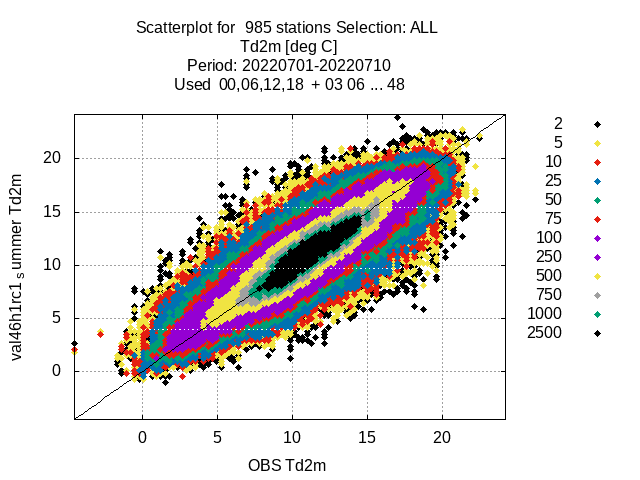 Scatterplot for 985 stations Selection: ALL
Td2m [deg C]
Period: 20220701-20220710
Used 00,06,12,18 + 03 06 ... 48
val46h1rc1 s ummer Td2m
20
15
10
5
0
0 5 10 15 20
OBS Td2m
2
5
10
25
50
75
100
250
500
750
1000
2500